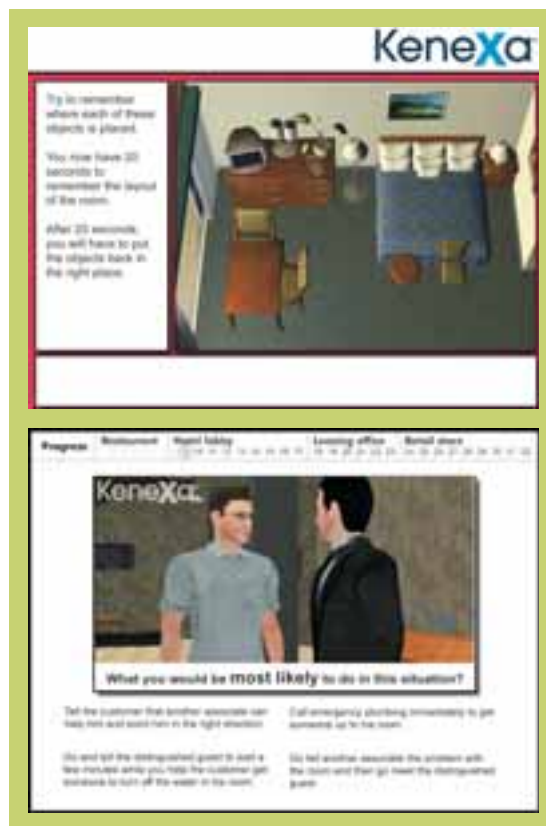 Kenexa
Try to remember
where each of these
objects is placed.
You now have 20
seconds to
remember the layout
of the room.
After 20 seconds,
you will have to put
the objects back in
the right place.
Progress Restaurant Hotel lobby Leasing office Retail store
Kenexa
What you would be most likely to do in this situation?
Tell the customer that another associate can
help him and send him in the right direction.
Call emergency plumbing immediately to get
someone up to the room.
Go and tell the distinguished guest to wait a
few minutes while you help the customer get
someone to turn off the water in the room.
Go tell another associate the problem with
the room and then go meet the distinguished
guest.